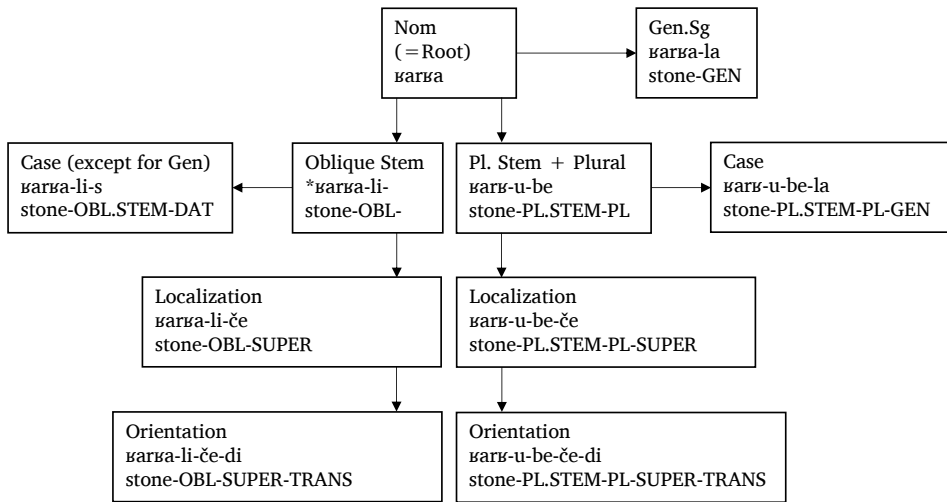 Nom
(=Root)
ʁarʁa
Gen.Sg
ʁarʁa-la
stone-GEN
Case (except for Gen)
ʁarʁa-li-s
stone-OBL.STEM-DAT
Oblique Stem
*ʁarʁa-li-
stone-OBL-
Pl. Stem + Plural
ʁarʁ-u-be
stone-PL.STEM-PL
Case
ʁarʁ-u-be-la
stone-PL.STEM-PL-GEN
Localization
ʁarʁa-li-če
stone-OBL-SUPER
Localization
ʁarʁ-u-be-če
stone-PL.STEM-PL-SUPER
Orientation
ʁarʁa-li-če-di
stone-OBL-SUPER-TRANS
Orientation
ʁarʁ-u-be-če-di
stone-PL.STEM-PL-SUPER-TRANS